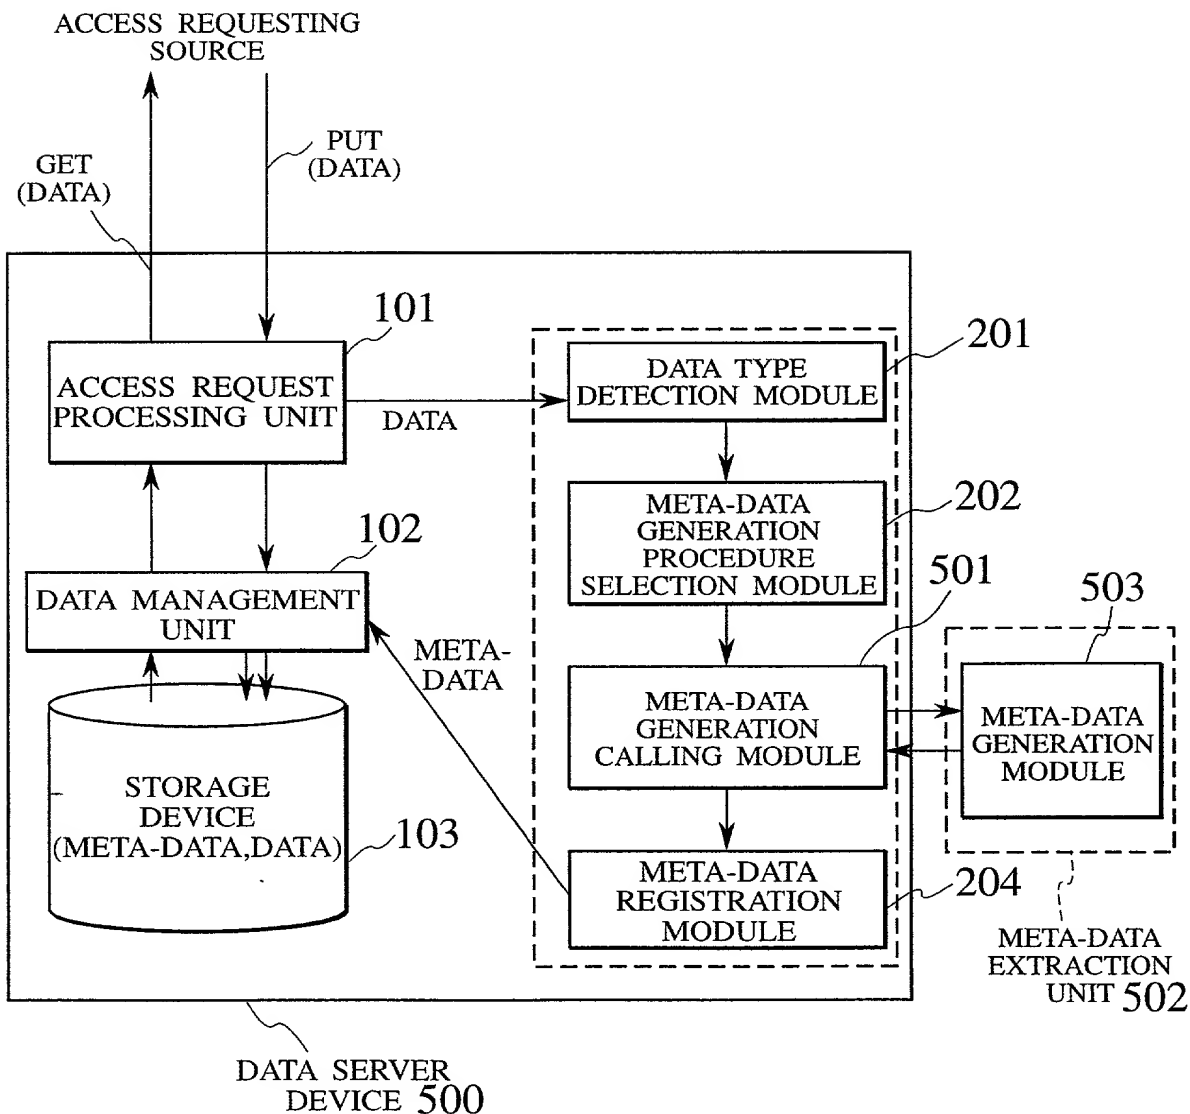 ACCESS REQUESTING
SOURCE
GET
(DATA)
PUT
(DATA)
101
ACCESS REQUEST
PROCESSING UNIT
DATA
201
DATA TYPE
DETECTION MODULE
202
META-DATA
GENERATION
PROCEDURE
SELECTION MODULE
102
DATA MANAGEMENT
UNIT
META-
DATA
501
META-DATA
GENERATION
CALLING MODULE
503
META-DATA
GENERATION
MODULE
STORAGE
DEVICE
(META-DATA,DATA)
103
META-DATA
REGISTRATION
MODULE
204
META-DATA
EXTRACTION
UNIT 502
DATA SERVER
DEVICE 500